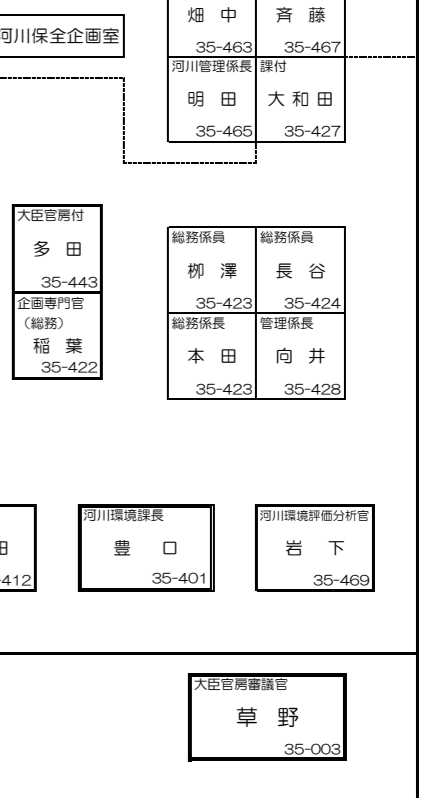 畑 中
35-463
斉 藤
35-467
河川保全企画室
河川管理係長
明 田
35-465
課付
大 和 田
35-427
大臣官房付
多 田
35-443
企画専門官
（総務）
稲 葉
35-422
総務係員
栁 澤
35-423
総務係員
長 谷
35-424
総務係長
本 田
35-423
管理係長
向 井
35-428
田
412
河川環境課長
豊 口
35-401
河川環境評価分析官
岩 下
35-469
大臣官房審議官
草 野
35-003